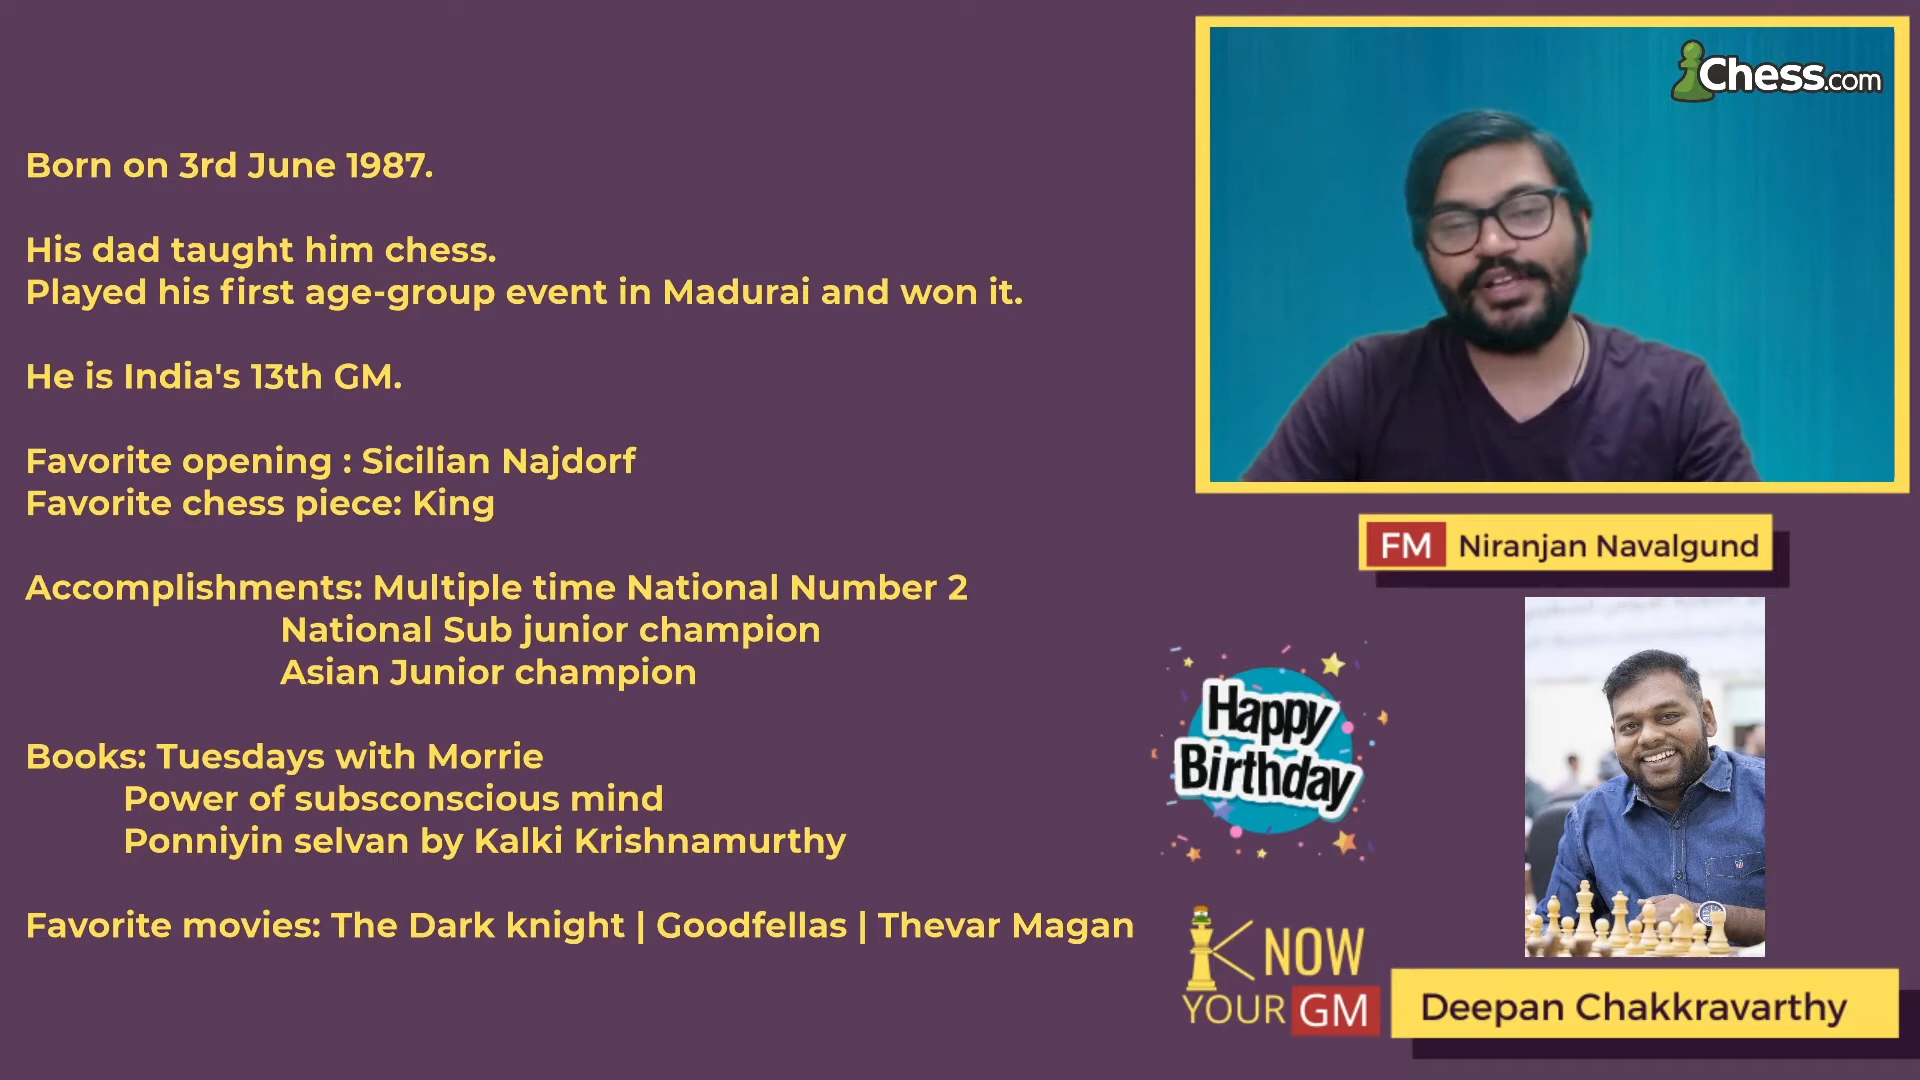 Born on 3rd June 1987.
His dad taught him chess.
Played his first age-group event in Madurai and won it.
He is India's 13th GM.
Favorite opening : Sicilian Najdorf
Favorite chess piece: King
Accomplishments: Multiple time National Number 2
National Sub junior champion
Asian Junior champion
Books: Tuesdays with Morrie
Power of subsconscious mind
Ponniyin selvan by Kalki Krishnamurthy
Favorite movies: The Dark knight | Goodfellas | Thevar Magan
Chess.com
FM Niranjan Navalgund
Happy
Birthday
KNOW
YOUR GM
Deepan Chakkravarthy